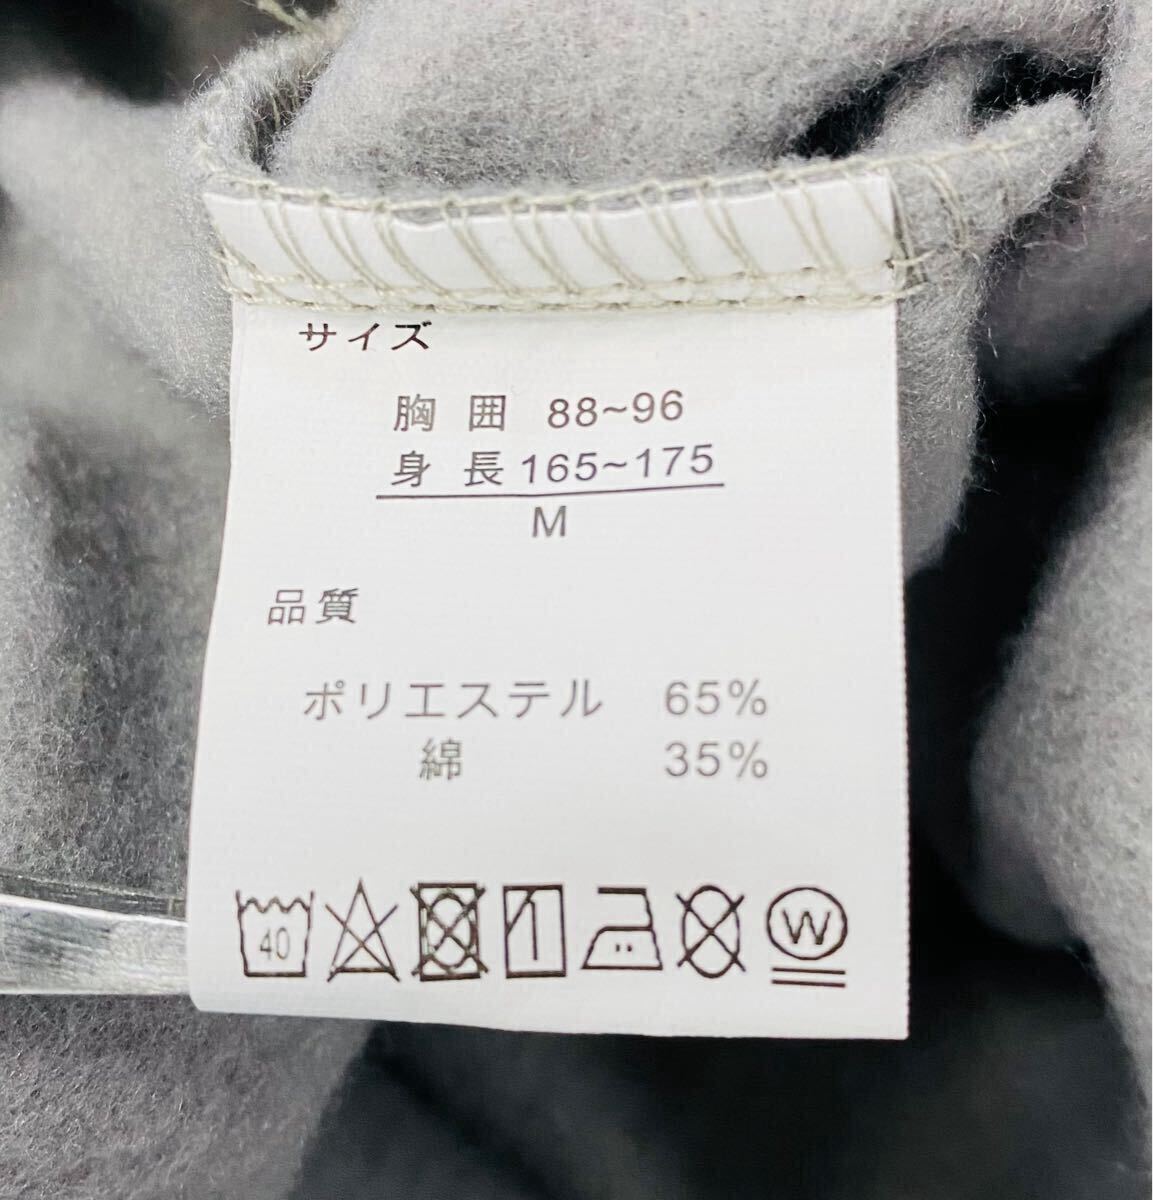 サイズ
胸囲 88~96
身長 165~175
M
品質
ポリエステル 65%
綿 35%
40 W